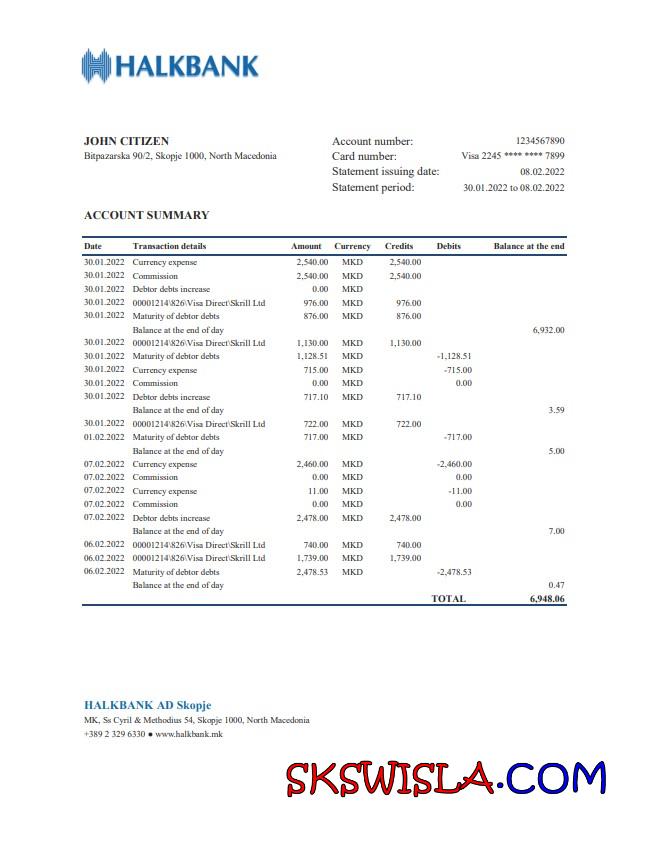 HALKBANK
JOHN CITIZEN
Bitpazarska 90/2, Skopje 1000, North Macedonia
Account number: 1234567890
Card number: Visa 2245 **** **** 7899
Statement issuing date: 08.02.2022
Statement period: 30.01.2022 to 08.02.2022
ACCOUNT SUMMARY
Date Transaction details Amount Currency Credits Debits Balance at the end
30.01.2022 Currency expense 2,540.00 MKD 2,540.00
30.01.2022 Commission 2,540.00 MKD 2,540.00
30.01.2022 Debtor debts increase 0.00 MKD
30.01.2022 00001214\826\Visa Direct\Skrill Ltd 976.00 MKD 976.00
30.01.2022 Maturity of debtor debts 876.00 MKD 876.00
Balance at the end of day 6,932.00
30.01.2022 00001214\826\Visa Direct\Skrill Ltd 1,130.00 MKD 1,130.00
30.01.2022 Maturity of debtor debts 1,128.51 MKD -1,128.51
30.01.2022 Currency expense 715.00 MKD -715.00
30.01.2022 Commission 0.00 MKD 0.00
30.01.2022 Debtor debts increase 717.10 MKD 717.10
Balance at the end of day 3.59
30.01.2022 00001214\826\Visa Direct\Skrill Ltd 722.00 MKD 722.00
01.02.2022 Maturity of debtor debts 717.00 MKD -717.00
Balance at the end of day 5.00
07.02.2022 Currency expense 2,460.00 MKD -2,460.00
07.02.2022 Commission 0.00 MKD 0.00
07.02.2022 Currency expense 11.00 MKD -11.00
07.02.2022 Commission 0.00 MKD 0.00
07.02.2022 Debtor debts increase 2,478.00 MKD 2,478.00
Balance at the end of day 7.00
06.02.2022 00001214\826\Visa Direct\Skrill Ltd 740.00 MKD 740.00
06.02.2022 00001214\826\Visa Direct\Skrill Ltd 1,739.00 MKD 1,739.00
06.02.2022 Maturity of debtor debts 2,478.53 MKD -2,478.53
Balance at the end of day 0.47
TOTAL 6,948.06
HALKBANK AD Skopje
MK, Ss Cyril & Methodius 54, Skopje 1000, North Macedonia
+389 2 329 6330 ● www.halkbank.mk
SKSWISLA.COM